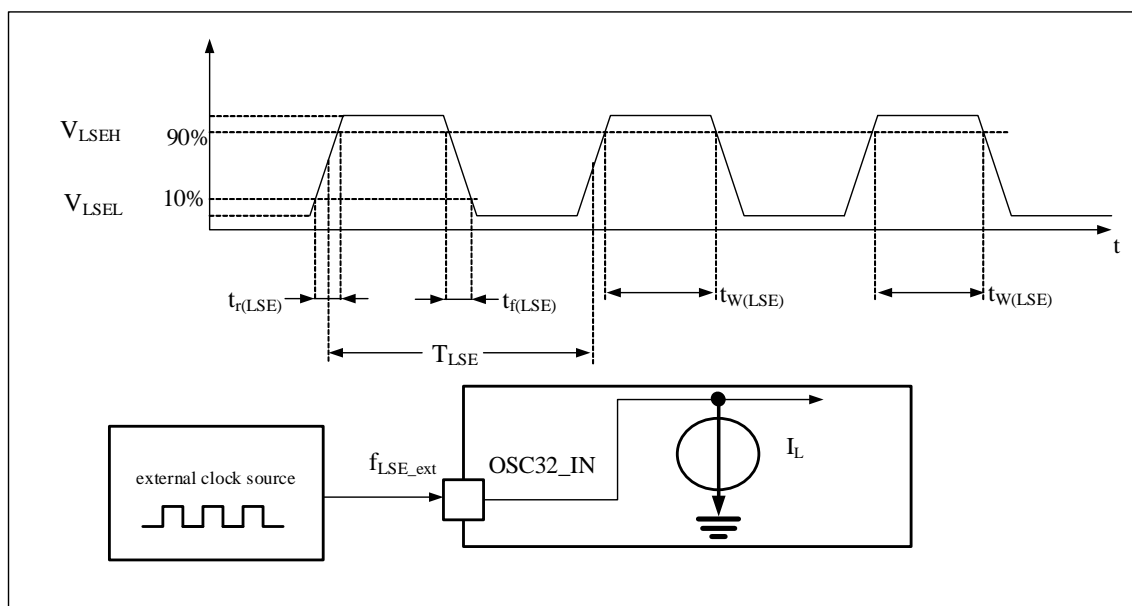 V_LSEH
90%
V_LSEL
10%
t
t_r(LSE)
t_f(LSE)
t_W(LSE)
t_W(LSE)
T_LSE
f_LSE_ext
OSC32_IN
I_L
external clock source